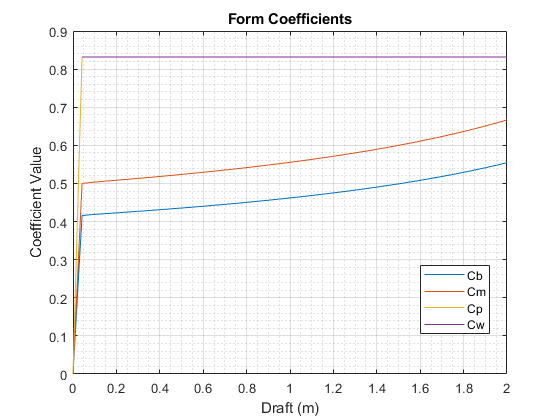 Form Coefficients
0.9
0.8
0.7
0.6
0.5
0.4
0.3
0.2
0.1
0
Coefficient Value
Cb
Cm
Cp
Cw
0 0.2 0.4 0.6 0.8 1 1.2 1.4 1.6 1.8 2
Draft (m)